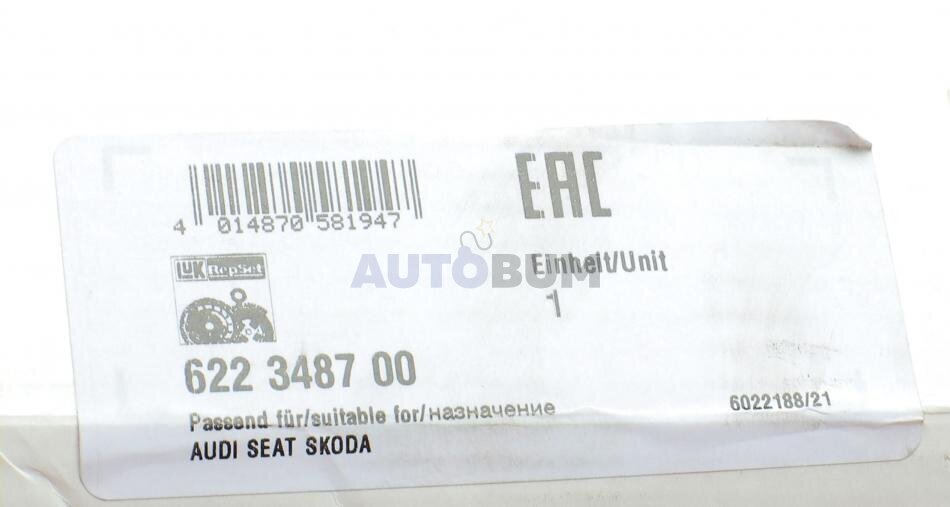 EAC
4 014870 581947
AUTOBUM
LuK RepSet
Einheit/Unit
1
622 3487 00
Passend für/suitable for/назначение
6022188/21
AUDI SEAT SKODA